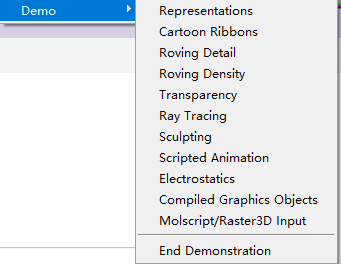 Demo
Representations
Cartoon Ribbons
Roving Detail
Roving Density
Transparency
Ray Tracing
Sculpting
Scripted Animation
Electrostatics
Compiled Graphics Objects
Molscript/Raster3D Input
End Demonstration